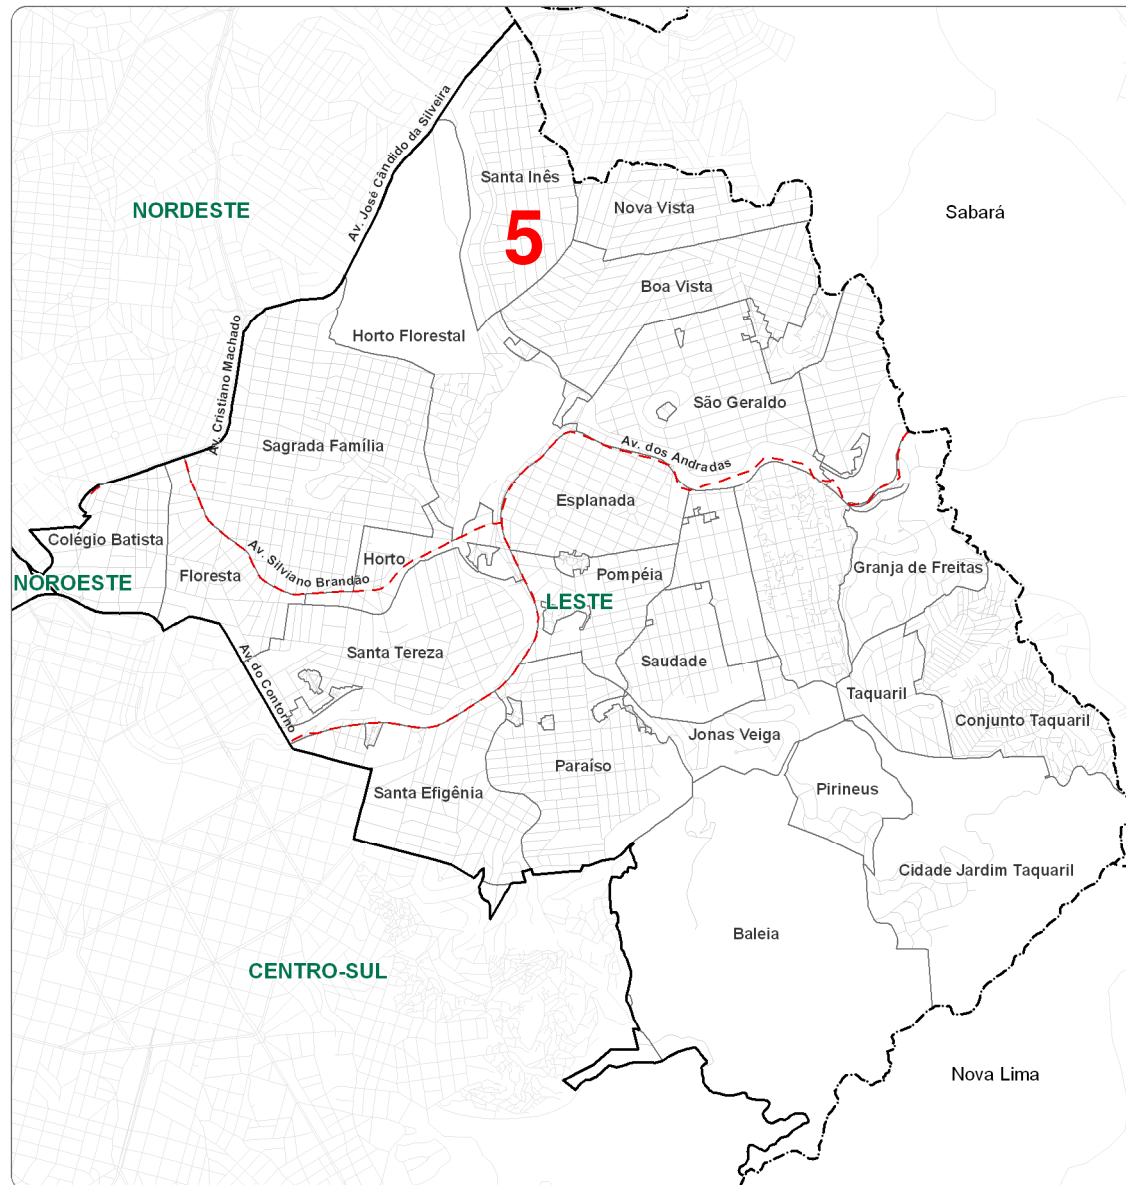 Av. José Cândido da Silveira
Santa Inês
NORDESTE
Nova Vista
Sabará
5
Boa Vista
Horto Florestal
Av. Cristiano Machado
São Geraldo
Sagrada Família
Av. dos Andradas
Esplanada
Colégio Batista
Av. Silviano Brandão
Horto
Granja de Freitas
NOROESTE
Floresta
Pompéia
LESTE
Santa Tereza
Saudade
Av. do Contorno
Taquaril
Conjunto Taquaril
Jonas Veiga
Paraíso
Santa Efigênia
Pirineus
Cidade Jardim Taquaril
Baleia
CENTRO-SUL
Nova Lima